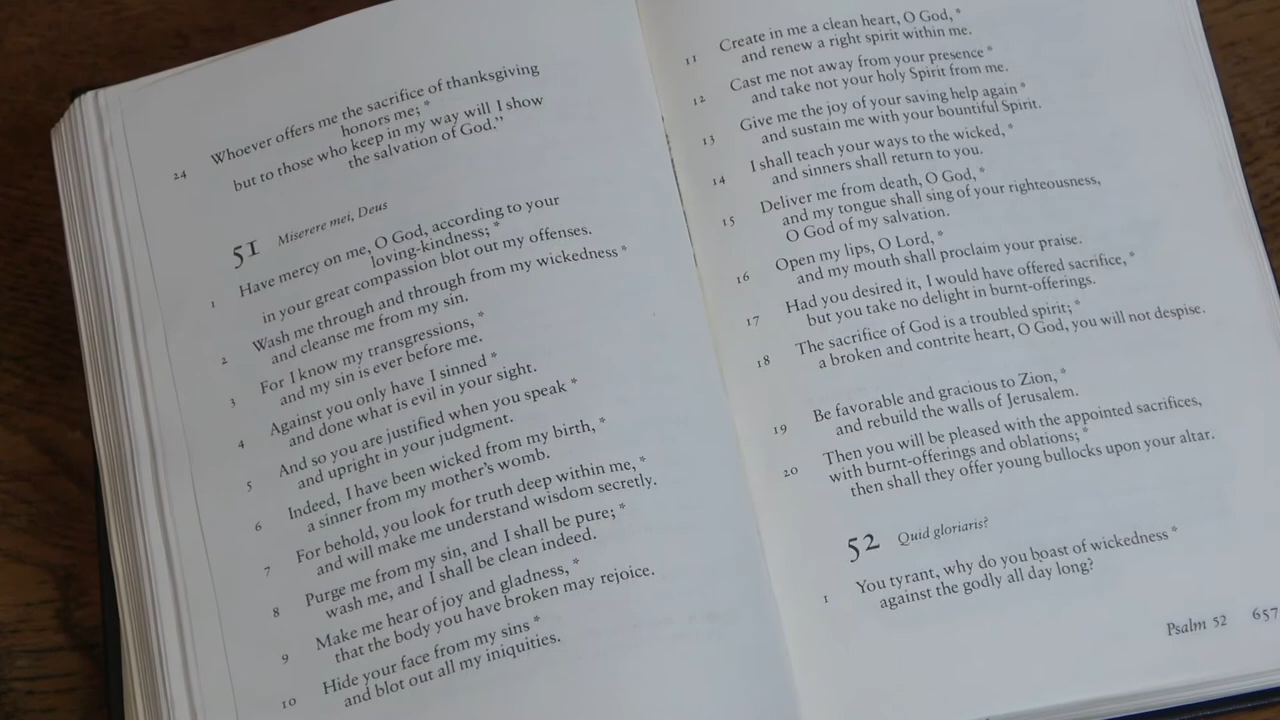 24 Whoever offers me the sacrifice of thanksgiving
honors me; *
but to those who keep in my way will I show
the salvation of God.”
51 Miserere mei, Deus
1 Have mercy on me, O God, according to your
loving-kindness; *
in your great compassion blot out my offenses.
2 Wash me through and through from my wickedness *
and cleanse me from my sin.
3 For I know my transgressions, *
and my sin is ever before me.
4 Against you only have I sinned *
and done what is evil in your sight.
5 And so you are justified when you speak *
and upright in your judgment.
6 Indeed, I have been wicked from my birth, *
a sinner from my mother’s womb.
7 For behold, you look for truth deep within me, *
and will make me understand wisdom secretly.
8 Purge me from my sin, and I shall be pure; *
wash me, and I shall be clean indeed.
9 Make me hear of joy and gladness, *
that the body you have broken may rejoice.
10 Hide your face from my sins *
and blot out all my iniquities.
11 Create in me a clean heart, O God, *
and renew a right spirit within me.
12 Cast me not away from your presence *
and take not your holy Spirit from me.
13 Give me the joy of your saving help again *
and sustain me with your bountiful Spirit.
14 I shall teach your ways to the wicked, *
and sinners shall return to you.
15 Deliver me from death, O God, *
and my tongue shall sing of your righteousness,
O God of my salvation.
16 Open my lips, O Lord, *
and my mouth shall proclaim your praise.
17 Had you desired it, I would have offered sacrifice, *
but you take no delight in burnt-offerings.
18 The sacrifice of God is a troubled spirit; *
a broken and contrite heart, O God, you will not despise.
19 Be favorable and gracious to Zion, *
and rebuild the walls of Jerusalem.
20 Then you will be pleased with the appointed sacrifices,
with burnt-offerings and oblations; *
then shall they offer young bullocks upon your altar.
52 Quid gloriaris?
1 You tyrant, why do you boast of wickedness *
against the godly all day long?
Psalm 52 657